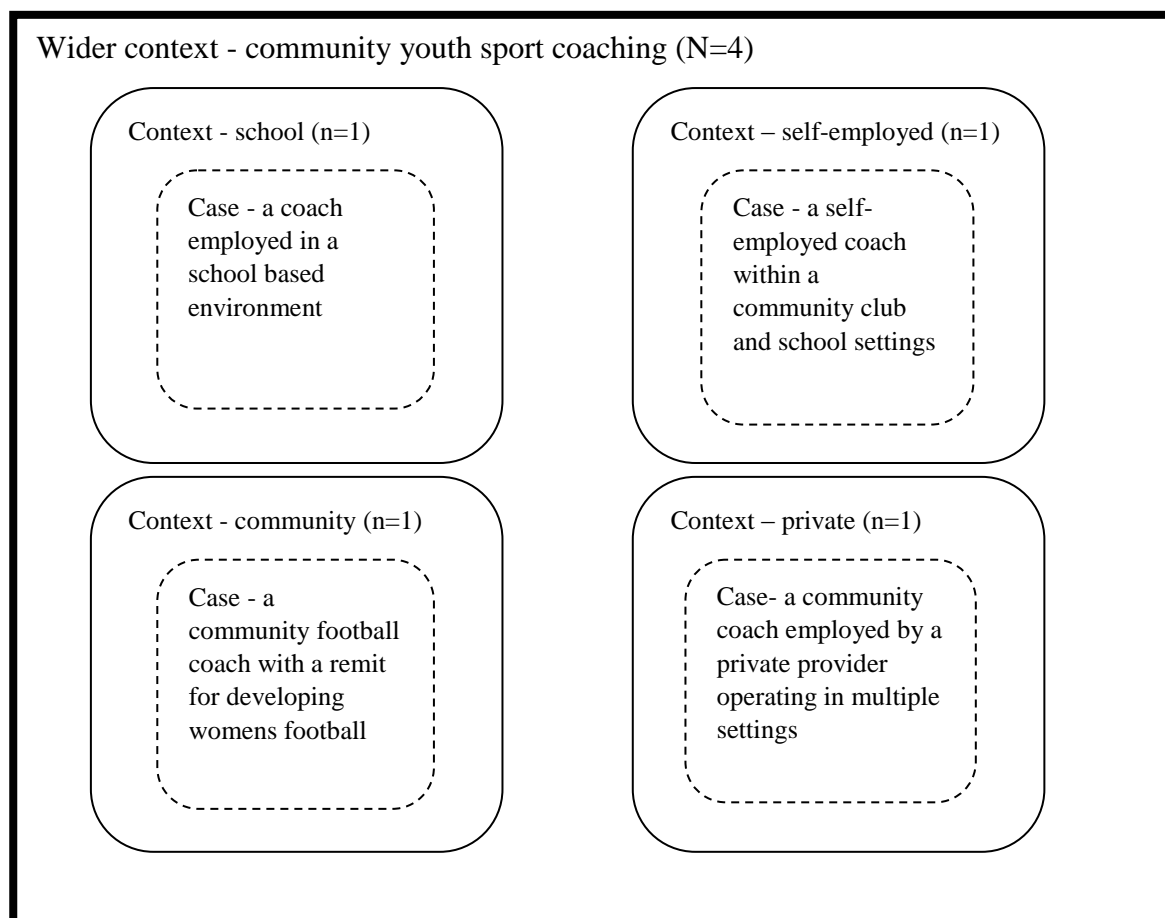 Wider context - community youth sport coaching (N=4)
Context - school (n=1)
Case - a coach
employed in a
school based
environment
Context – self-employed (n=1)
Case - a self-
employed coach
within a
community club
and school settings
Context - community (n=1)
Case - a
community football
coach with a remit
for developing
womens football
Context – private (n=1)
Case- a community
coach employed by a
private provider
operating in multiple
settings